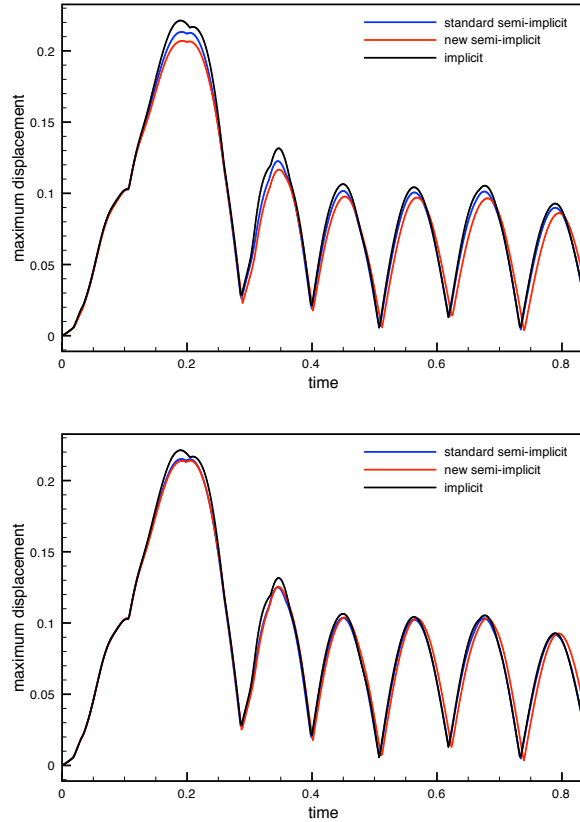 standard semi-implicit
new semi-implicit
implicit
maximum displacement
0.2
0.15
0.1
0.05
0
0
0.2
0.4
0.6
0.8
time
standard semi-implicit
new semi-implicit
implicit
maximum displacement
0.2
0.15
0.1
0.05
0
0
0.2
0.4
0.6
0.8
time